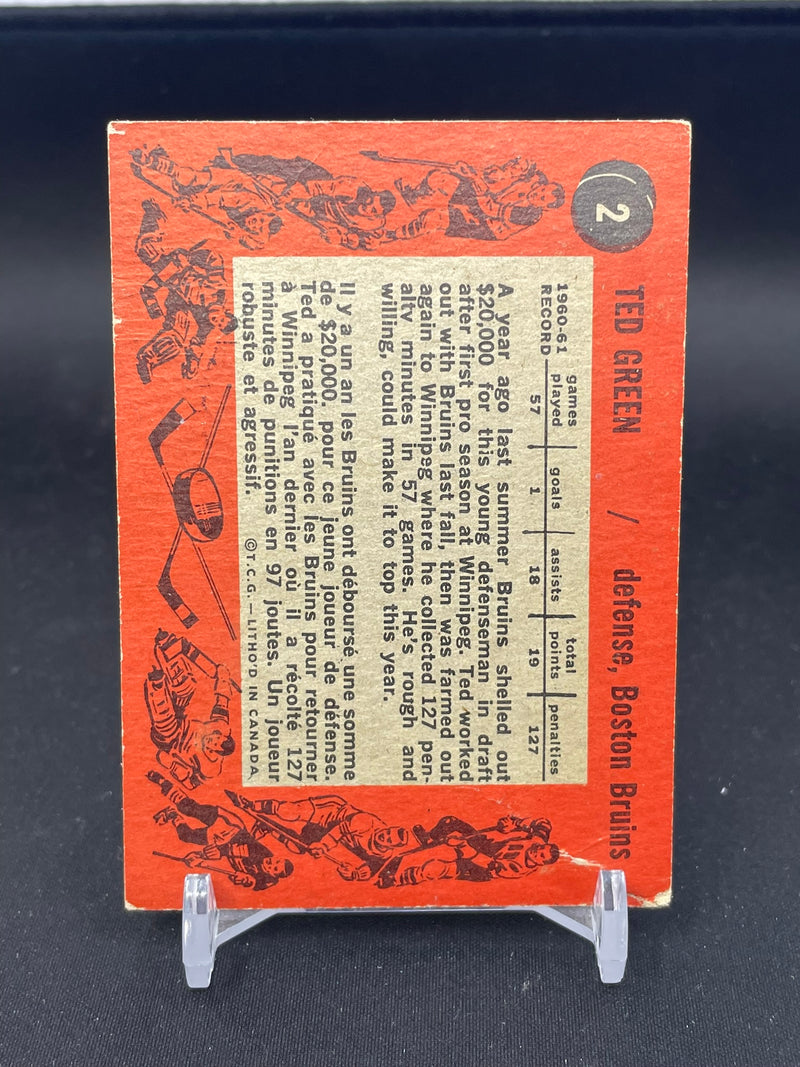 2
TED GREEN / defense, Boston Bruins
1960-61 RECORD
games played goals assists total points penalties
57 1 18 19 127
A year ago last summer Bruins shelled out
$20,000 for this young defenseman in draft
after first pro season at Winnipeg. Ted worked
out with Bruins last fall, then was farmed out
again to Winnipeg where he collected 127 pen-
alty minutes in 57 games. He's rough and
willing, could make it to top this year.
Il y a un an les Bruins ont déboursé une somme
de $20,000. pour ce jeune joueur de défense.
Ted a pratiqué avec les Bruins pour retourner
à Winnipeg l'an dernier où il a récolté 127
minutes de punitions en 97 joutes. Un joueur
robuste et agressif.
©T.C.G.—LITHO'D IN CANADA